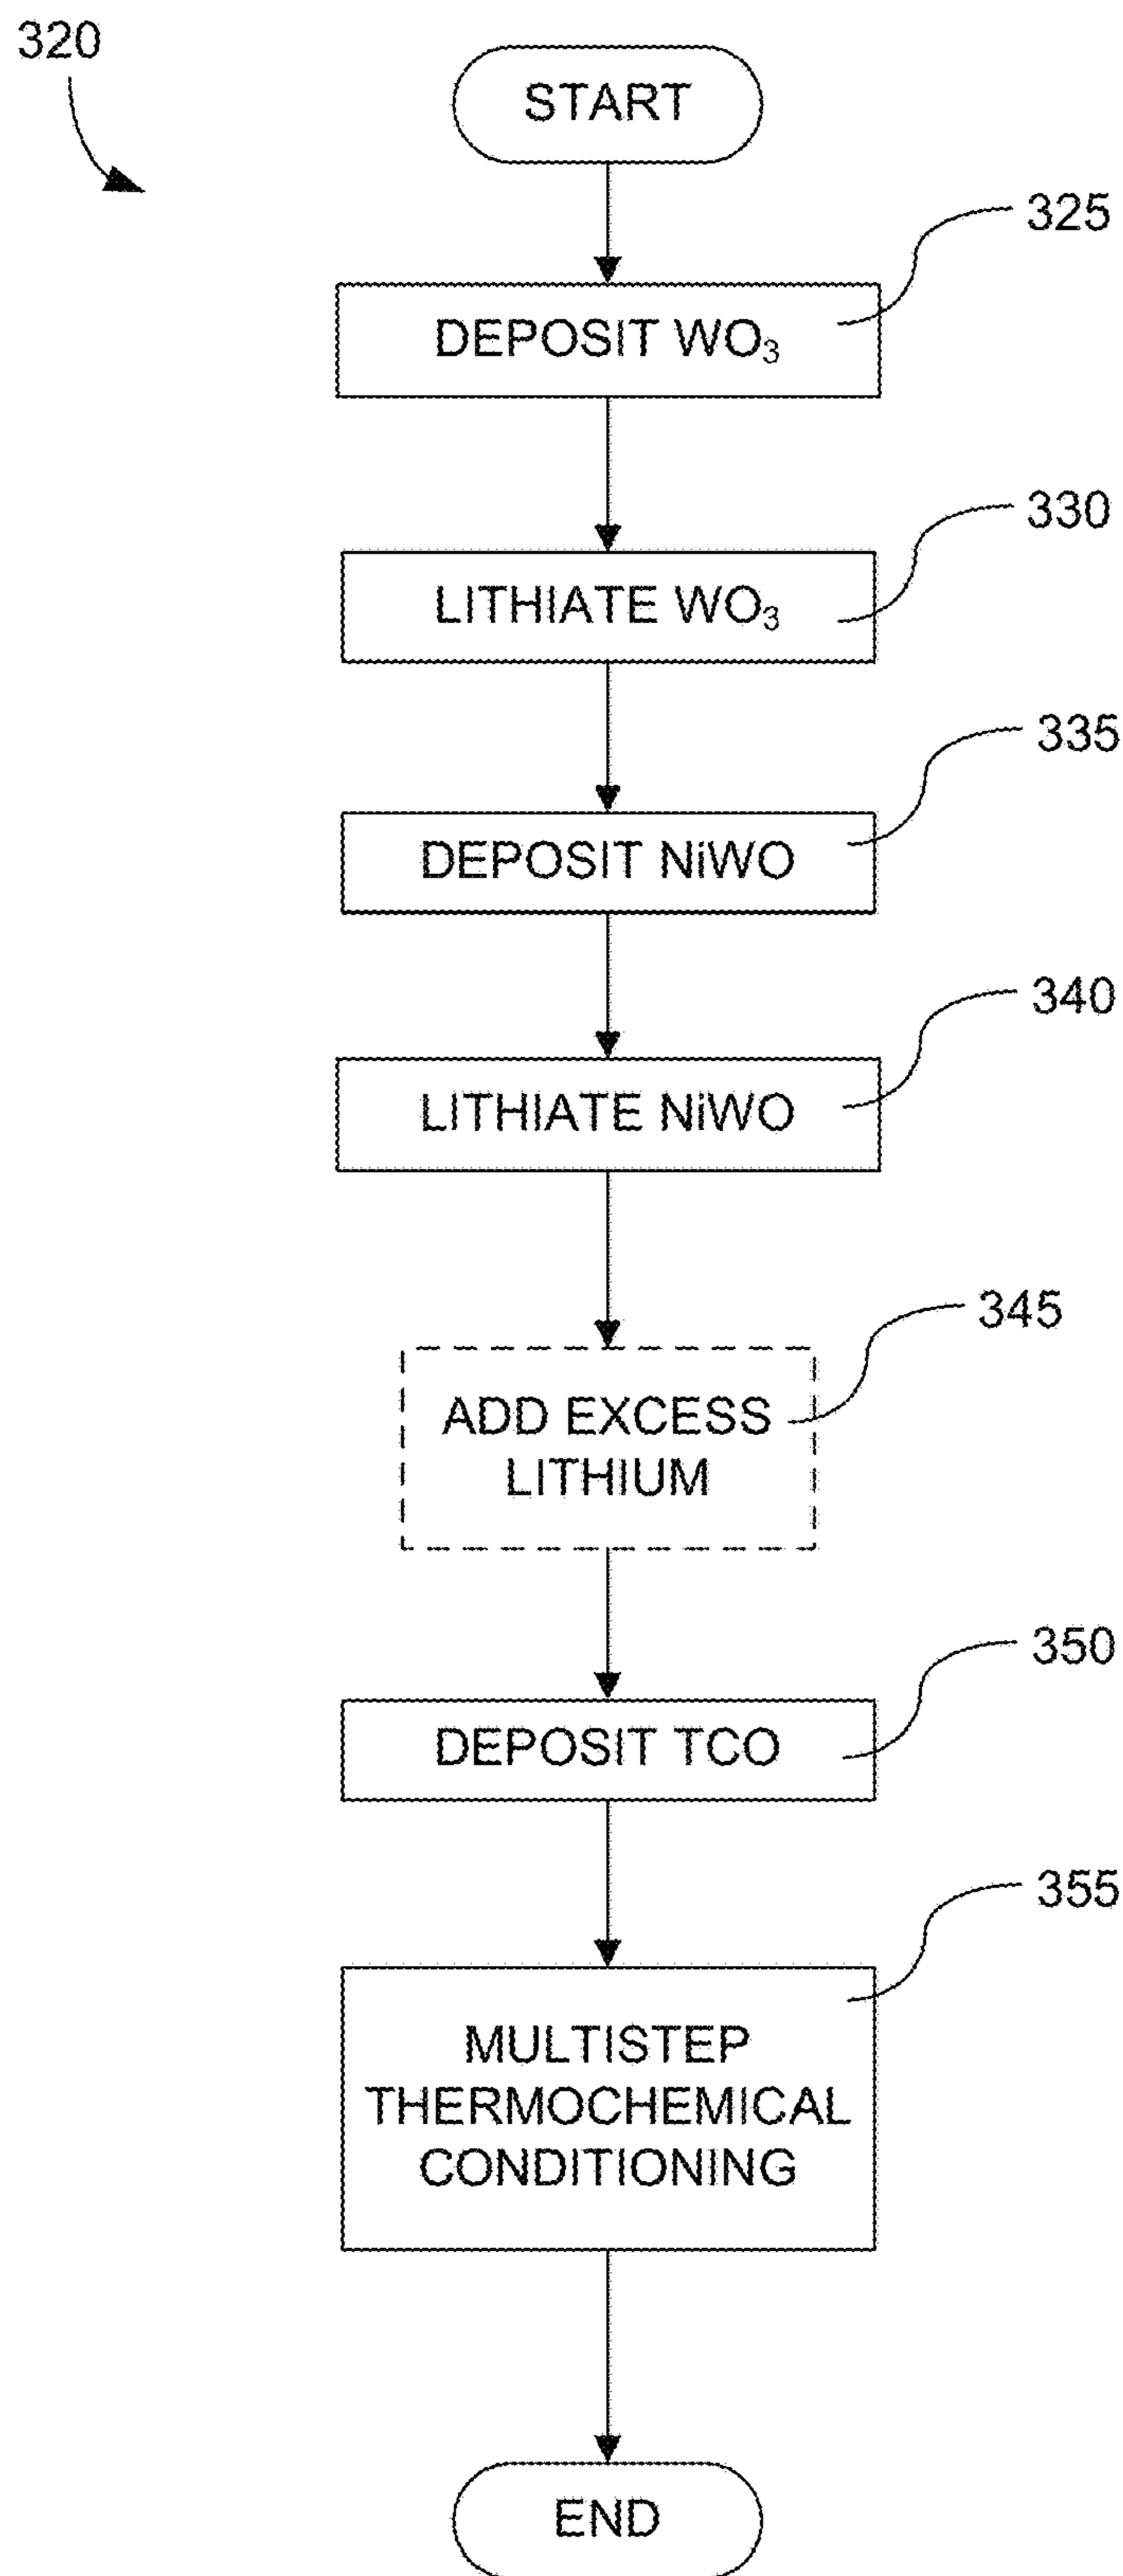 320
START
325
DEPOSIT WO₃
330
LITHIATE WO₃
335
DEPOSIT NiWO
340
LITHIATE NiWO
345
ADD EXCESS
LITHIUM
350
DEPOSIT TCO
355
MULTISTEP
THERMOCHEMICAL
CONDITIONING
END